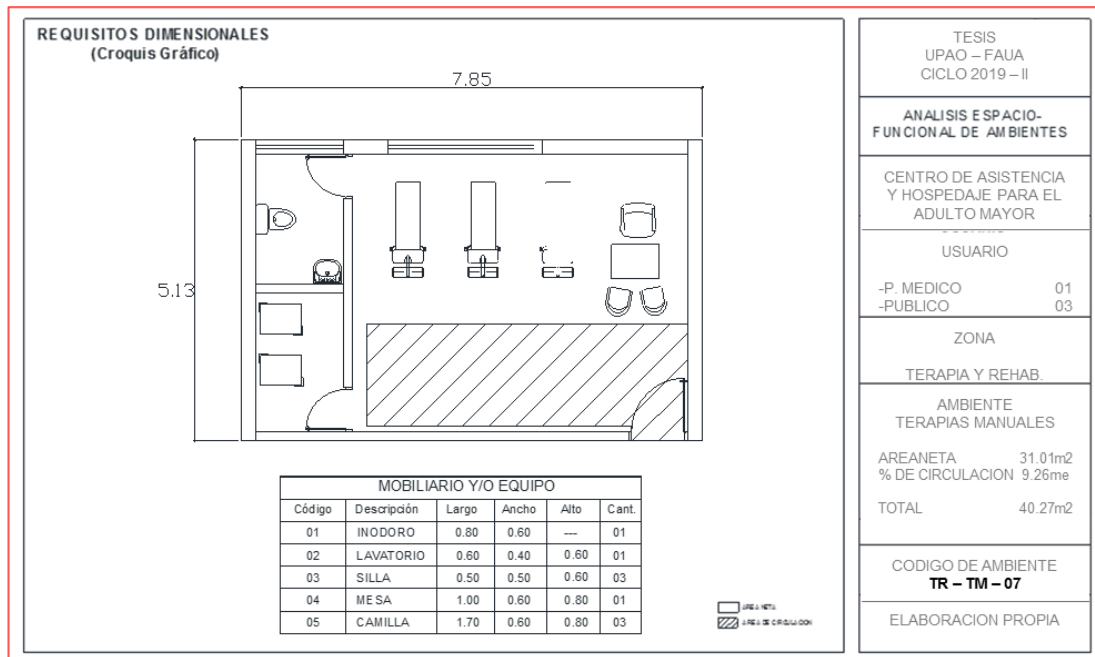 REQUISITOS DIMENSIONALES
(Croquis Gráfico)
7.85
5.13
MOBILIARIO Y/O EQUIPO
Código Descripción Largo Ancho Alto Cant.
01 INODORO 0.80 0.60 --- 01
02 LAVATORIO 0.60 0.40 0.60 01
03 SILLA 0.50 0.50 0.60 03
04 MESA 1.00 0.60 0.80 01
05 CAMILLA 1.70 0.60 0.80 03
AREA NETA
AREA DE CIRCULACION
TESIS
UPAO – FAUA
CICLO 2019 – II
ANALISIS ESPACIO-
FUNCIONAL DE AMBIENTES
CENTRO DE ASISTENCIA
Y HOSPEDAJE PARA EL
ADULTO MAYOR
USUARIO
-P. MEDICO 01
-PUBLICO 03
ZONA
TERAPIA Y REHAB.
AMBIENTE
TERAPIAS MANUALES
AREANETA 31.01m2
% DE CIRCULACION 9.26me
TOTAL 40.27m2
CODIGO DE AMBIENTE
TR – TM – 07
ELABORACION PROPIA